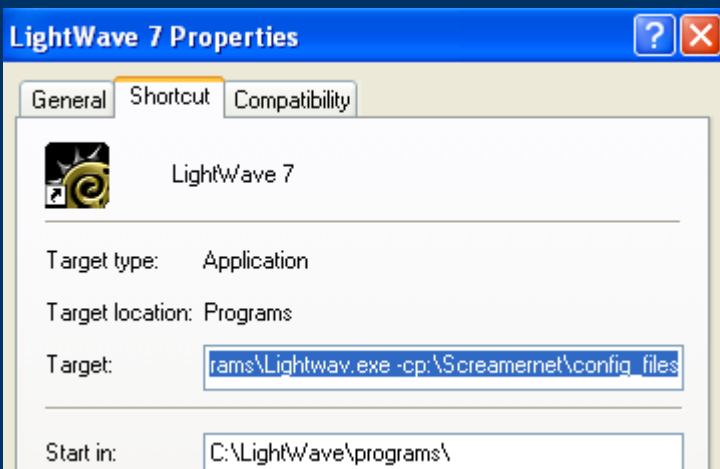 LightWave 7 Properties
General Shortcut Compatibility
LightWave 7
Target type: Application
Target location: Programs
Target: rams\Lightwav.exe -cp:\Screamernet\config_files
Start in: C:\LightWave\programs\